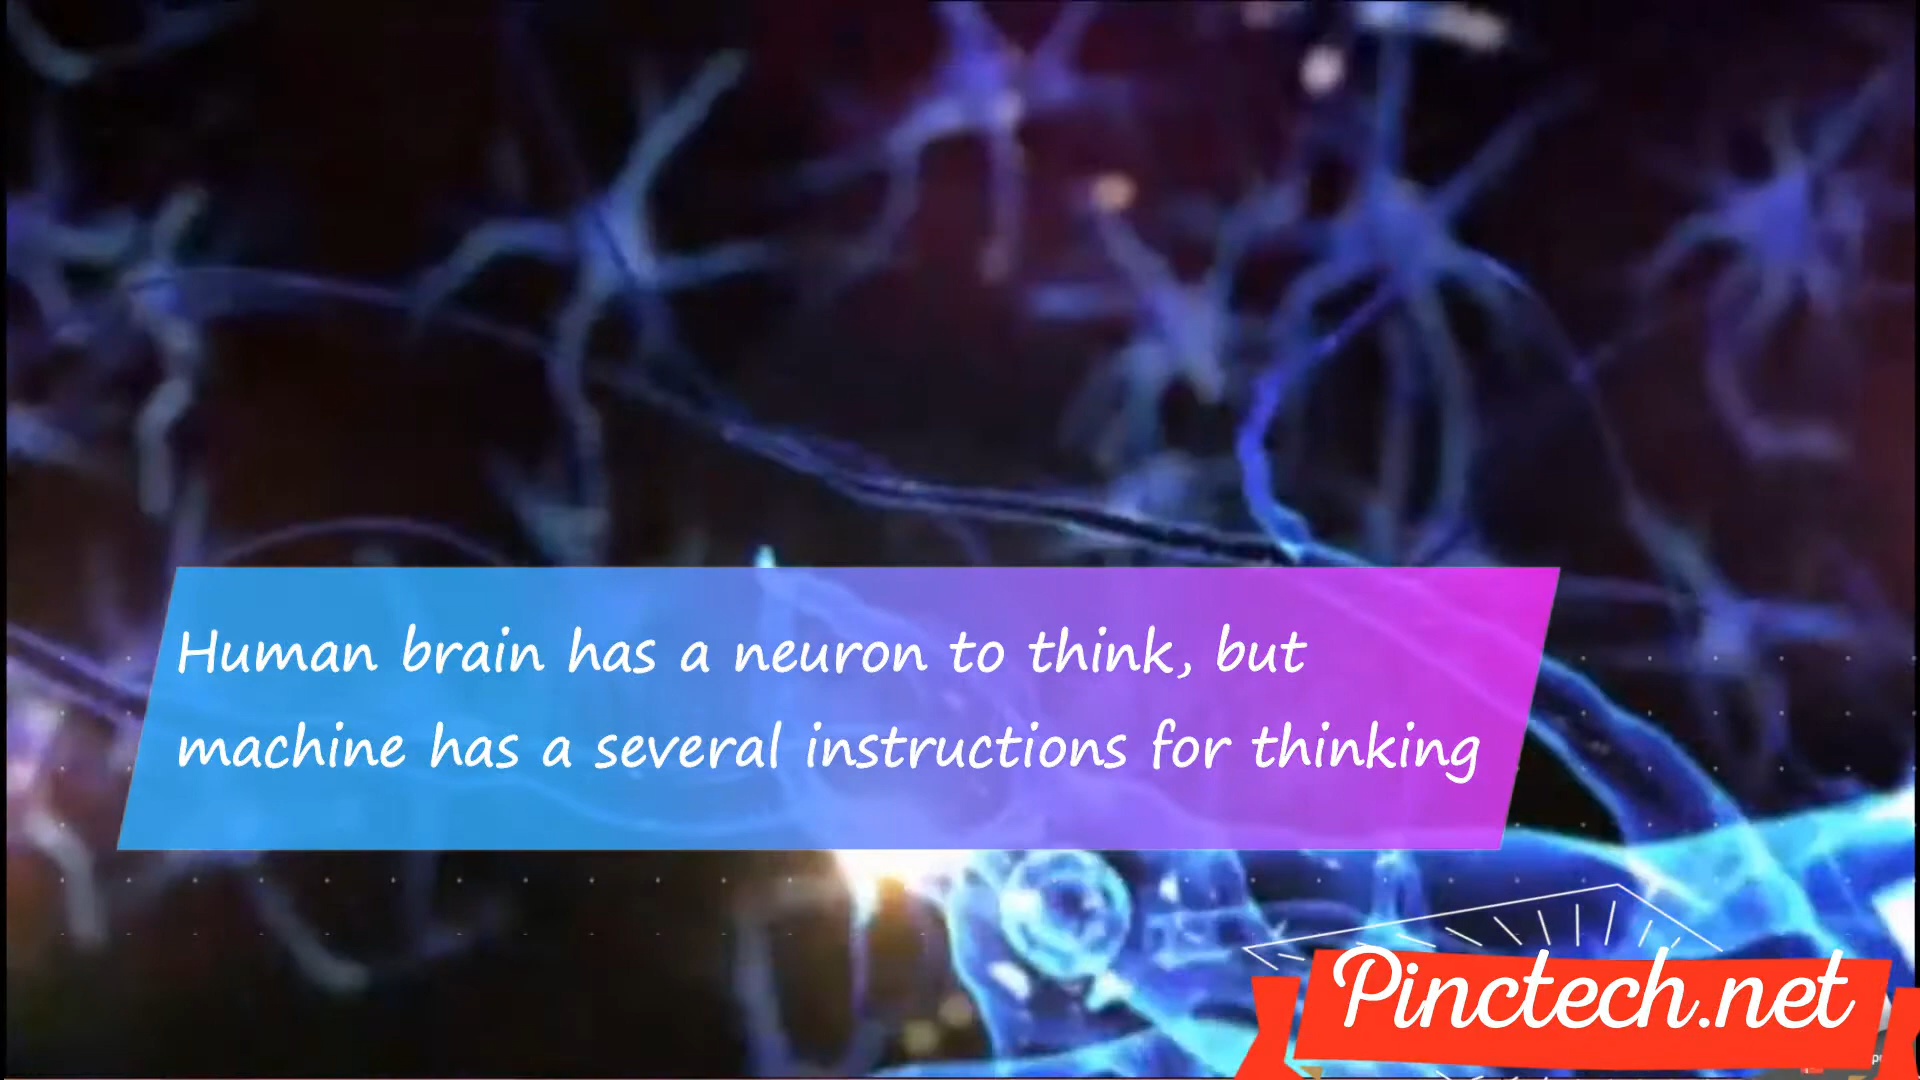 Human brain has a neuron to think, but
machine has a several instructions for thinking
Pinctech.net